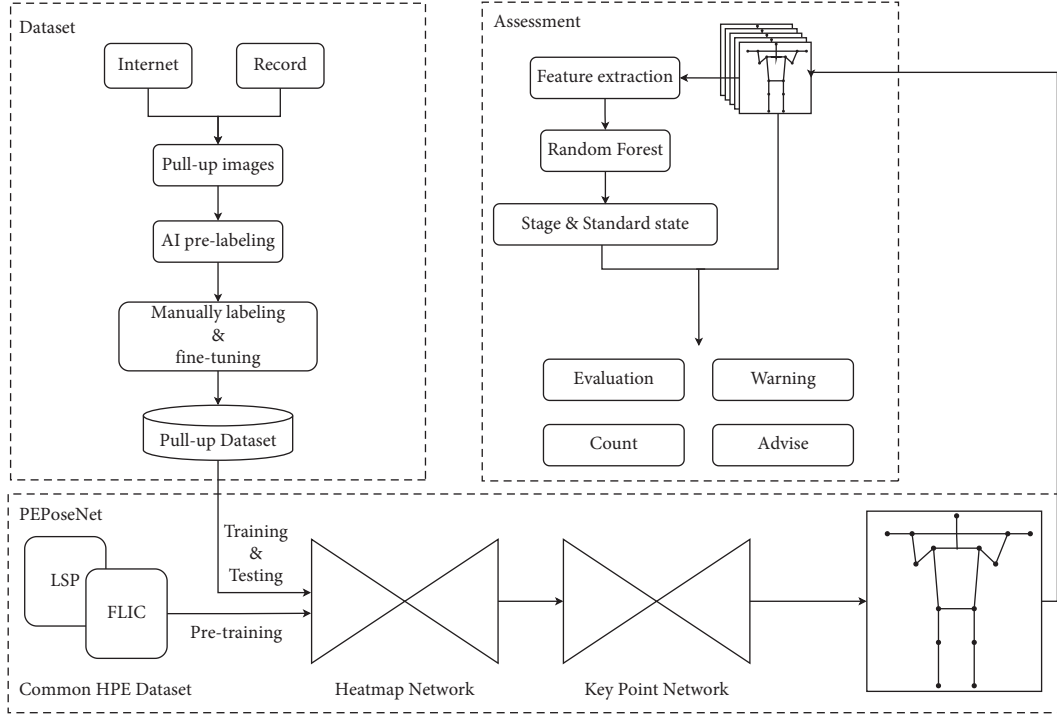 Dataset
Internet
Record
Pull-up images
AI pre-labeling
Manually labeling
&
fine-tuning
Pull-up Dataset
Assessment
Feature extraction
Random Forest
Stage & Standard state
Evaluation
Warning
Count
Advise
PEPoseNet
LSP
FLIC
Training
&
Testing
Pre-training
Common HPE Dataset
Heatmap Network
Key Point Network